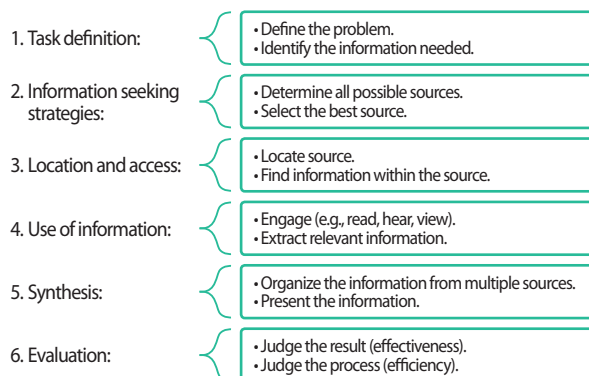 1. Task definition:
• Define the problem.
• Identify the information needed.
2. Information seeking
strategies:
• Determine all possible sources.
• Select the best source.
3. Location and access:
• Locate source.
• Find information within the source.
4. Use of information:
• Engage (e.g., read, hear, view).
• Extract relevant information.
5. Synthesis:
• Organize the information from multiple sources.
• Present the information.
6. Evaluation:
• Judge the result (effectiveness).
• Judge the process (efficiency).